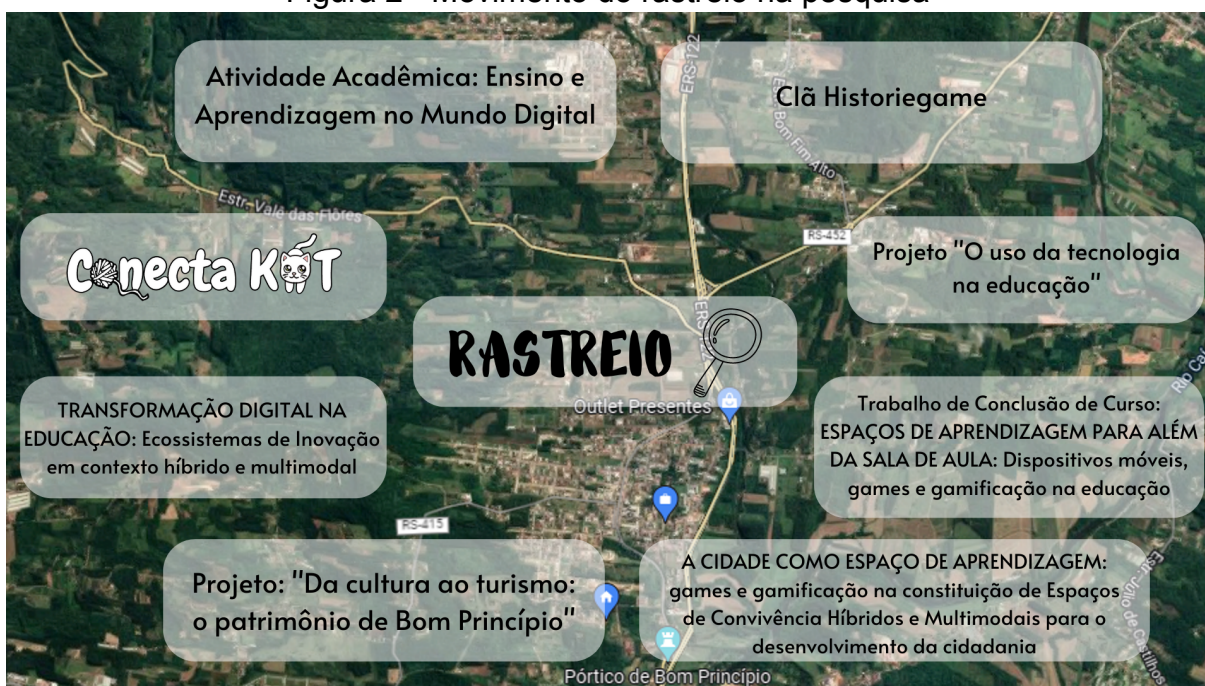 Figura 2 - Movimento de rastreio na pesquisa
Atividade Acadêmica: Ensino e
Aprendizagem no Mundo Digital
Clã Historiegame
ERS-122
Bom Fim Alto
Estr. Vale das Flores
RS-452
Conecta KAT
Projeto "O uso da tecnologia
na educação"
RASTREIO
Outlet Presentes
TRANSFORMAÇÃO DIGITAL NA
EDUCAÇÃO: Ecossistemas de Inovação
em contexto híbrido e multimodal
Trabalho de Conclusão de Curso:
ESPAÇOS DE APRENDIZAGEM PARA ALÉM
DA SALA DE AULA: Dispositivos móveis,
games e gamificação na educação
RS-415
Projeto: "Da cultura ao turismo:
o patrimônio de Bom Princípio"
A CIDADE COMO ESPAÇO DE APRENDIZAGEM:
games e gamificação na constituição de Espaços
de Convivência Híbridos e Multimodais para o
desenvolvimento da cidadania
Pórtico de Bom Princípio